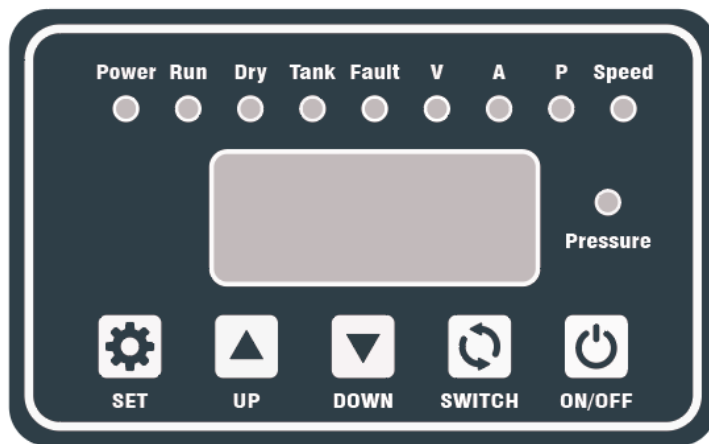 Power Run Dry Tank Fault V A P Speed
Pressure
SET UP DOWN SWITCH ON/OFF